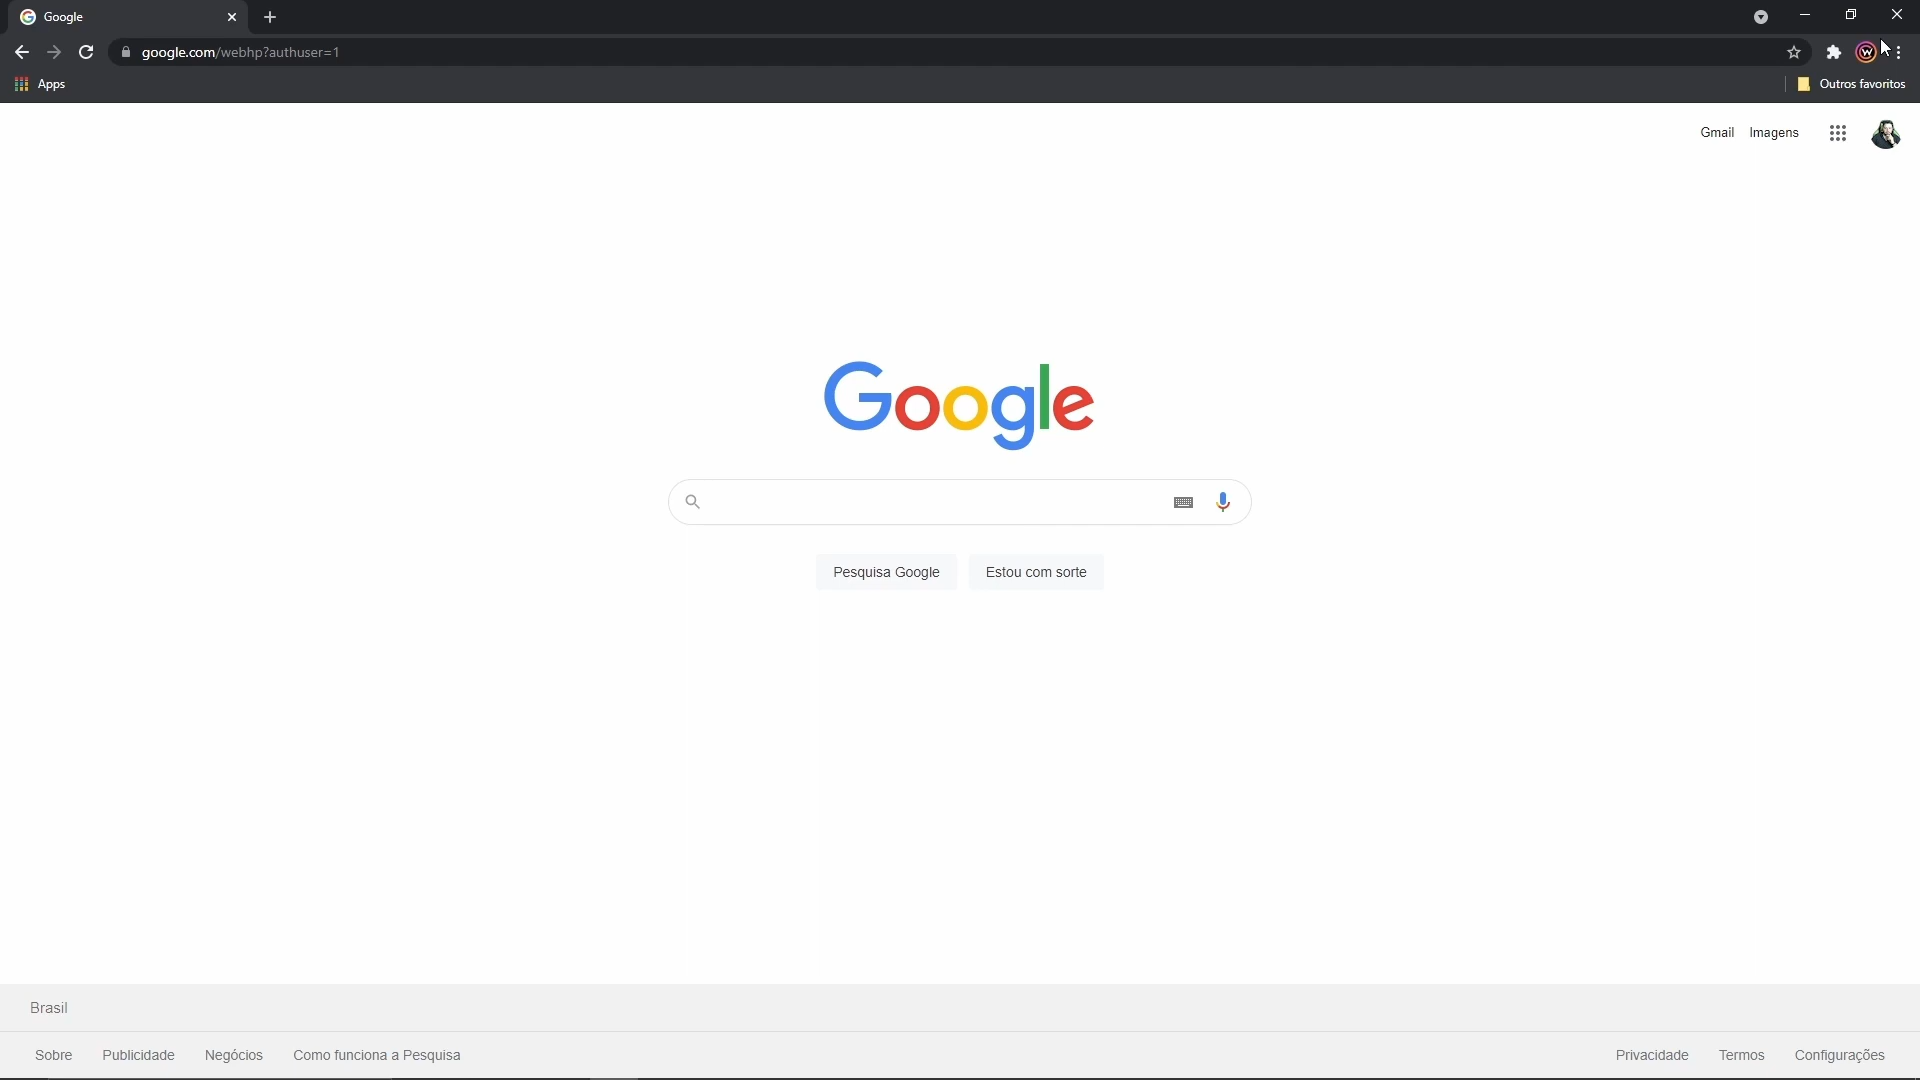 Google
google.com/webhp?authuser=1
Apps
Outros favoritos
Gmail Imagens
Google
Pesquisa Google Estou com sorte
Brasil
Sobre Publicidade Negócios Como funciona a Pesquisa Privacidade Termos Configurações